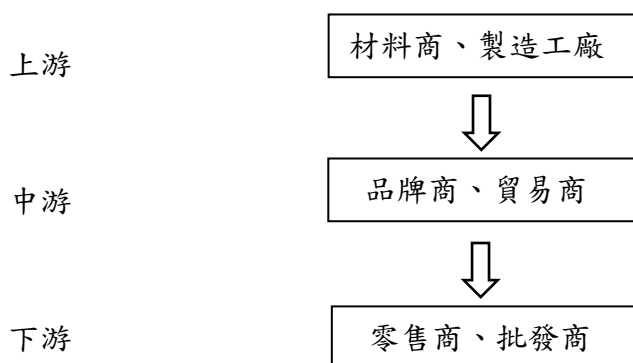 上游
材料商、製造工廠
中游
品牌商、貿易商
下游
零售商、批發商